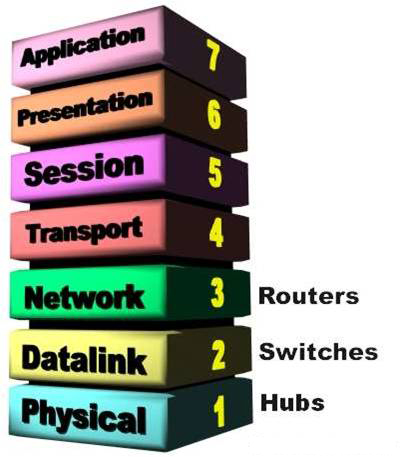 Application 7
Presentation 6
Session 5
Transport 4
Network 3 Routers
Datalink 2 Switches
Physical 1 Hubs